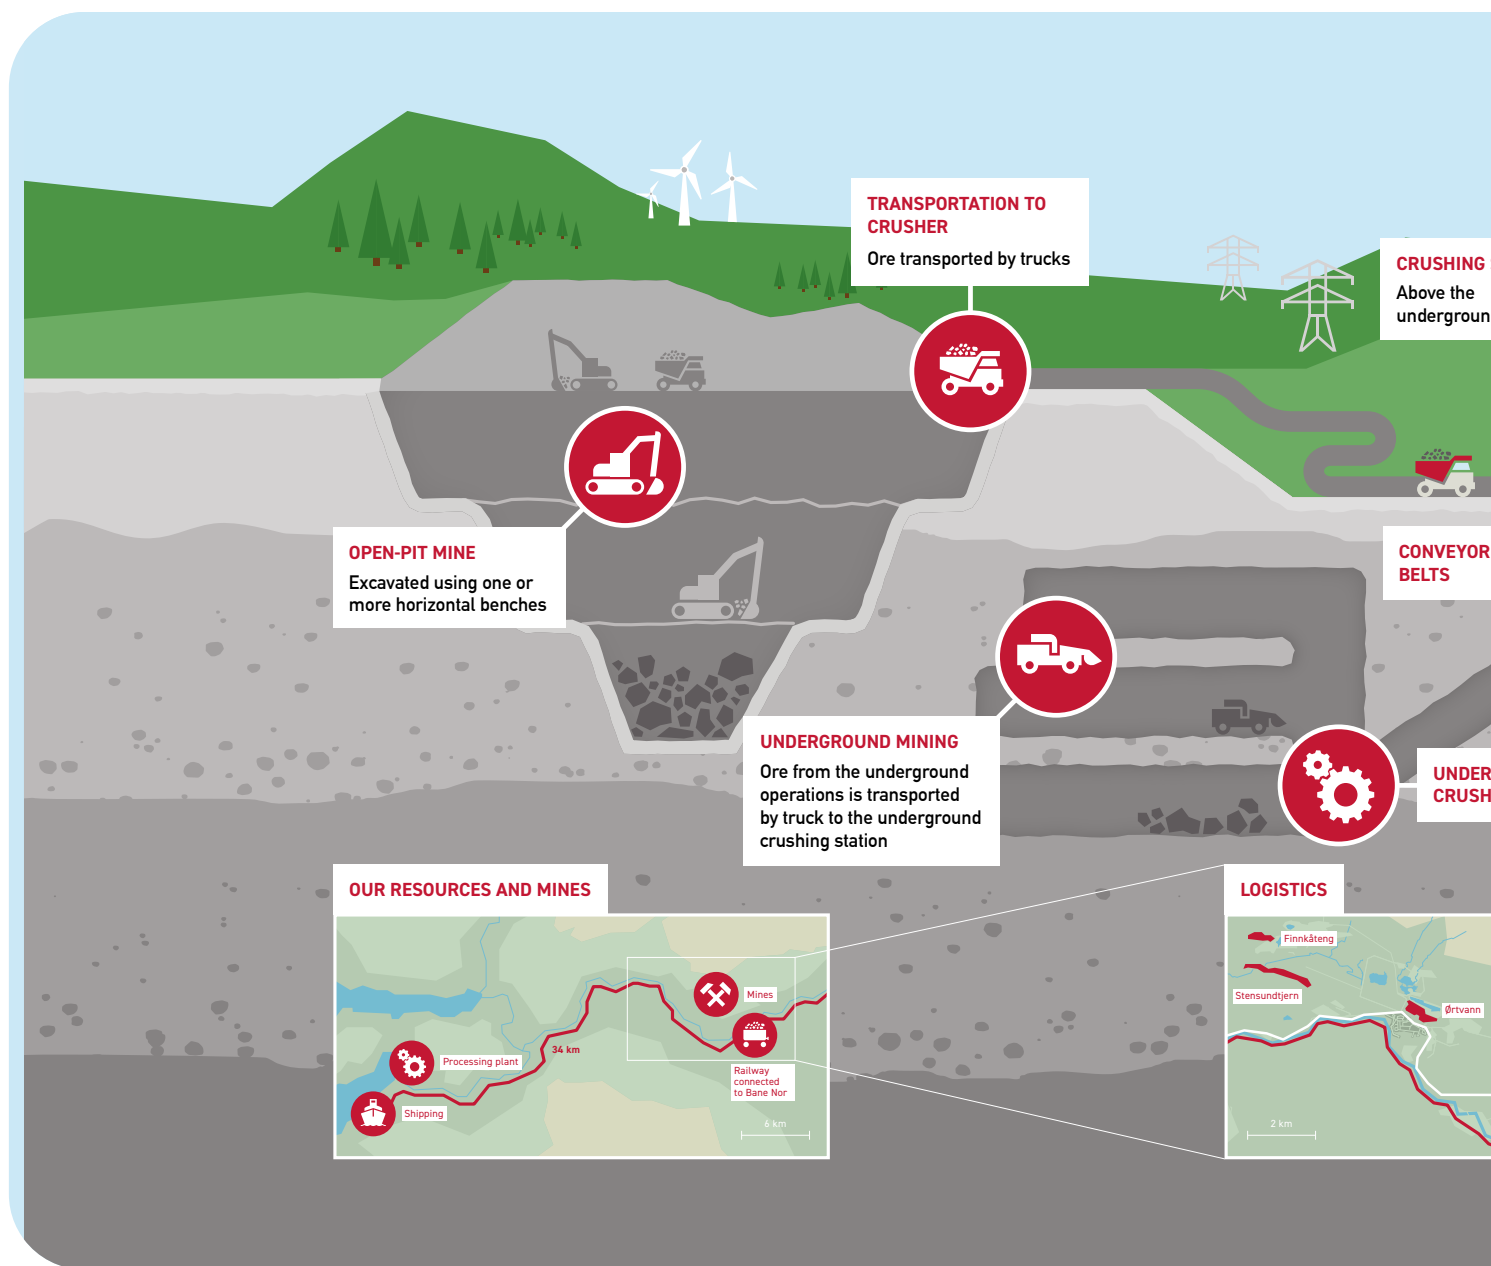 TRANSPORTATION TO
CRUSHER
Ore transported by trucks
CRUSHING
Above the
OPEN-PIT MINE
Excavated using one or
more horizontal benches
CONVEYOR
BELTS
UNDERGROUND MINING
Ore from the underground
operations is transported
by truck to the underground
crushing station
OUR RESOURCES AND MINES
Mines
34 km
Processing plant
Railway
connected
to Bane Nor
Shipping
6 km
LOGISTICS
Finnkåteng
Stensundtjern
Ørtvann
2 km